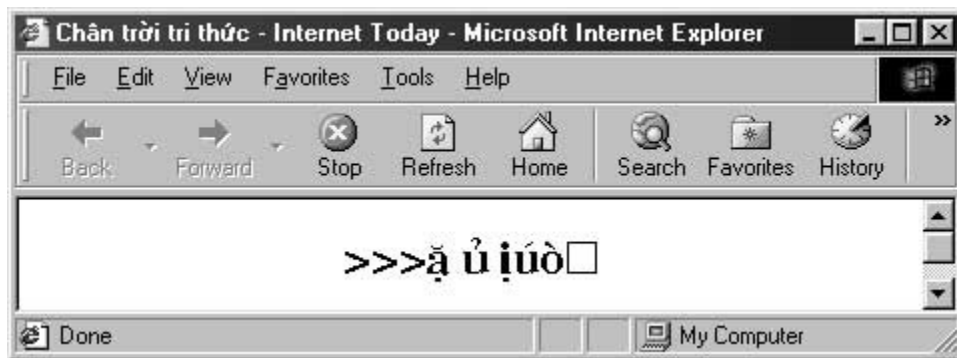 Chân trời tri thức - Internet Today - Microsoft Internet Explorer
File Edit View Favorites Tools Help
Back Forward Stop Refresh Home Search Favorites History »
>>>ặ ủ ịúò□
Done My Computer